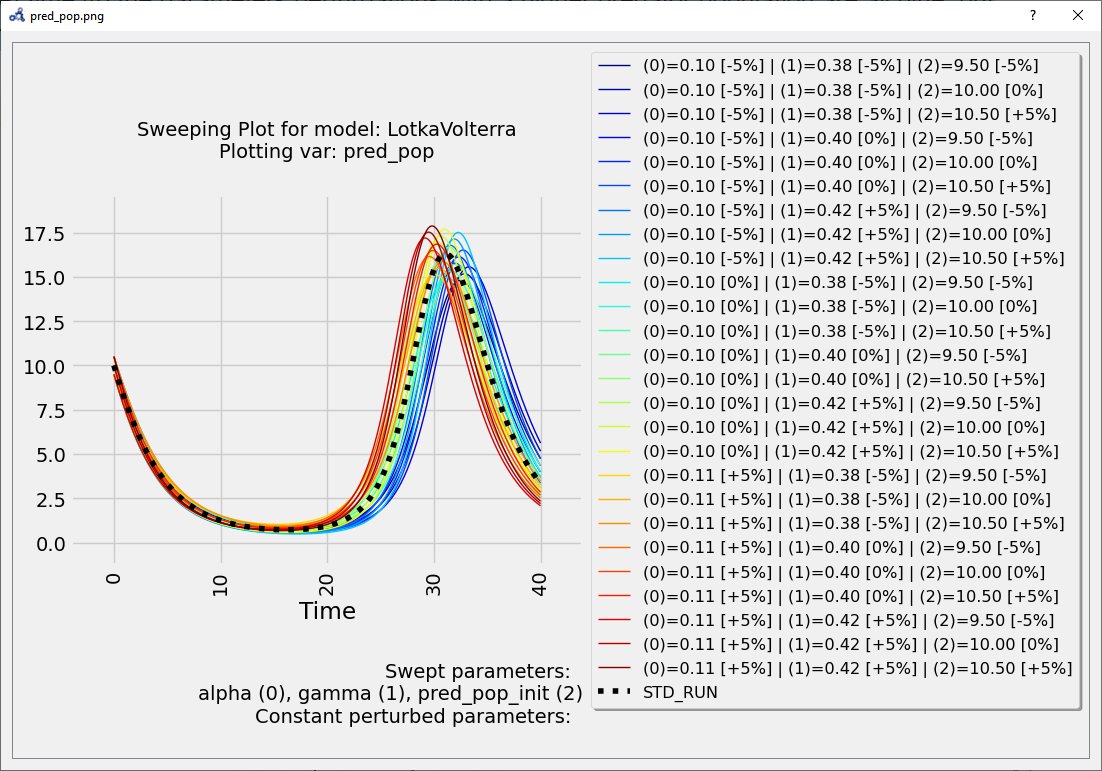 pred_pop.png
?
Sweeping Plot for model: LotkaVolterra
Plotting var: pred_pop
17.5
15.0
12.5
10.0
7.5
5.0
2.5
0.0
0
10
20
30
40
Time
Swept parameters:
alpha (0), gamma (1), pred_pop_init (2)
Constant perturbed parameters:
(0)=0.10 [-5%] | (1)=0.38 [-5%] | (2)=9.50 [-5%]
(0)=0.10 [-5%] | (1)=0.38 [-5%] | (2)=10.00 [0%]
(0)=0.10 [-5%] | (1)=0.38 [-5%] | (2)=10.50 [+5%]
(0)=0.10 [-5%] | (1)=0.40 [0%] | (2)=9.50 [-5%]
(0)=0.10 [-5%] | (1)=0.40 [0%] | (2)=10.00 [0%]
(0)=0.10 [-5%] | (1)=0.40 [0%] | (2)=10.50 [+5%]
(0)=0.10 [-5%] | (1)=0.42 [+5%] | (2)=9.50 [-5%]
(0)=0.10 [-5%] | (1)=0.42 [+5%] | (2)=10.00 [0%]
(0)=0.10 [-5%] | (1)=0.42 [+5%] | (2)=10.50 [+5%]
(0)=0.10 [0%] | (1)=0.38 [-5%] | (2)=9.50 [-5%]
(0)=0.10 [0%] | (1)=0.38 [-5%] | (2)=10.00 [0%]
(0)=0.10 [0%] | (1)=0.38 [-5%] | (2)=10.50 [+5%]
(0)=0.10 [0%] | (1)=0.40 [0%] | (2)=9.50 [-5%]
(0)=0.10 [0%] | (1)=0.40 [0%] | (2)=10.50 [+5%]
(0)=0.10 [0%] | (1)=0.42 [+5%] | (2)=9.50 [-5%]
(0)=0.10 [0%] | (1)=0.42 [+5%] | (2)=10.00 [0%]
(0)=0.10 [0%] | (1)=0.42 [+5%] | (2)=10.50 [+5%]
(0)=0.11 [+5%] | (1)=0.38 [-5%] | (2)=9.50 [-5%]
(0)=0.11 [+5%] | (1)=0.38 [-5%] | (2)=10.00 [0%]
(0)=0.11 [+5%] | (1)=0.38 [-5%] | (2)=10.50 [+5%]
(0)=0.11 [+5%] | (1)=0.40 [0%] | (2)=9.50 [-5%]
(0)=0.11 [+5%] | (1)=0.40 [0%] | (2)=10.00 [0%]
(0)=0.11 [+5%] | (1)=0.40 [0%] | (2)=10.50 [+5%]
(0)=0.11 [+5%] | (1)=0.42 [+5%] | (2)=9.50 [-5%]
(0)=0.11 [+5%] | (1)=0.42 [+5%] | (2)=10.00 [0%]
(0)=0.11 [+5%] | (1)=0.42 [+5%] | (2)=10.50 [+5%]
STD_RUN